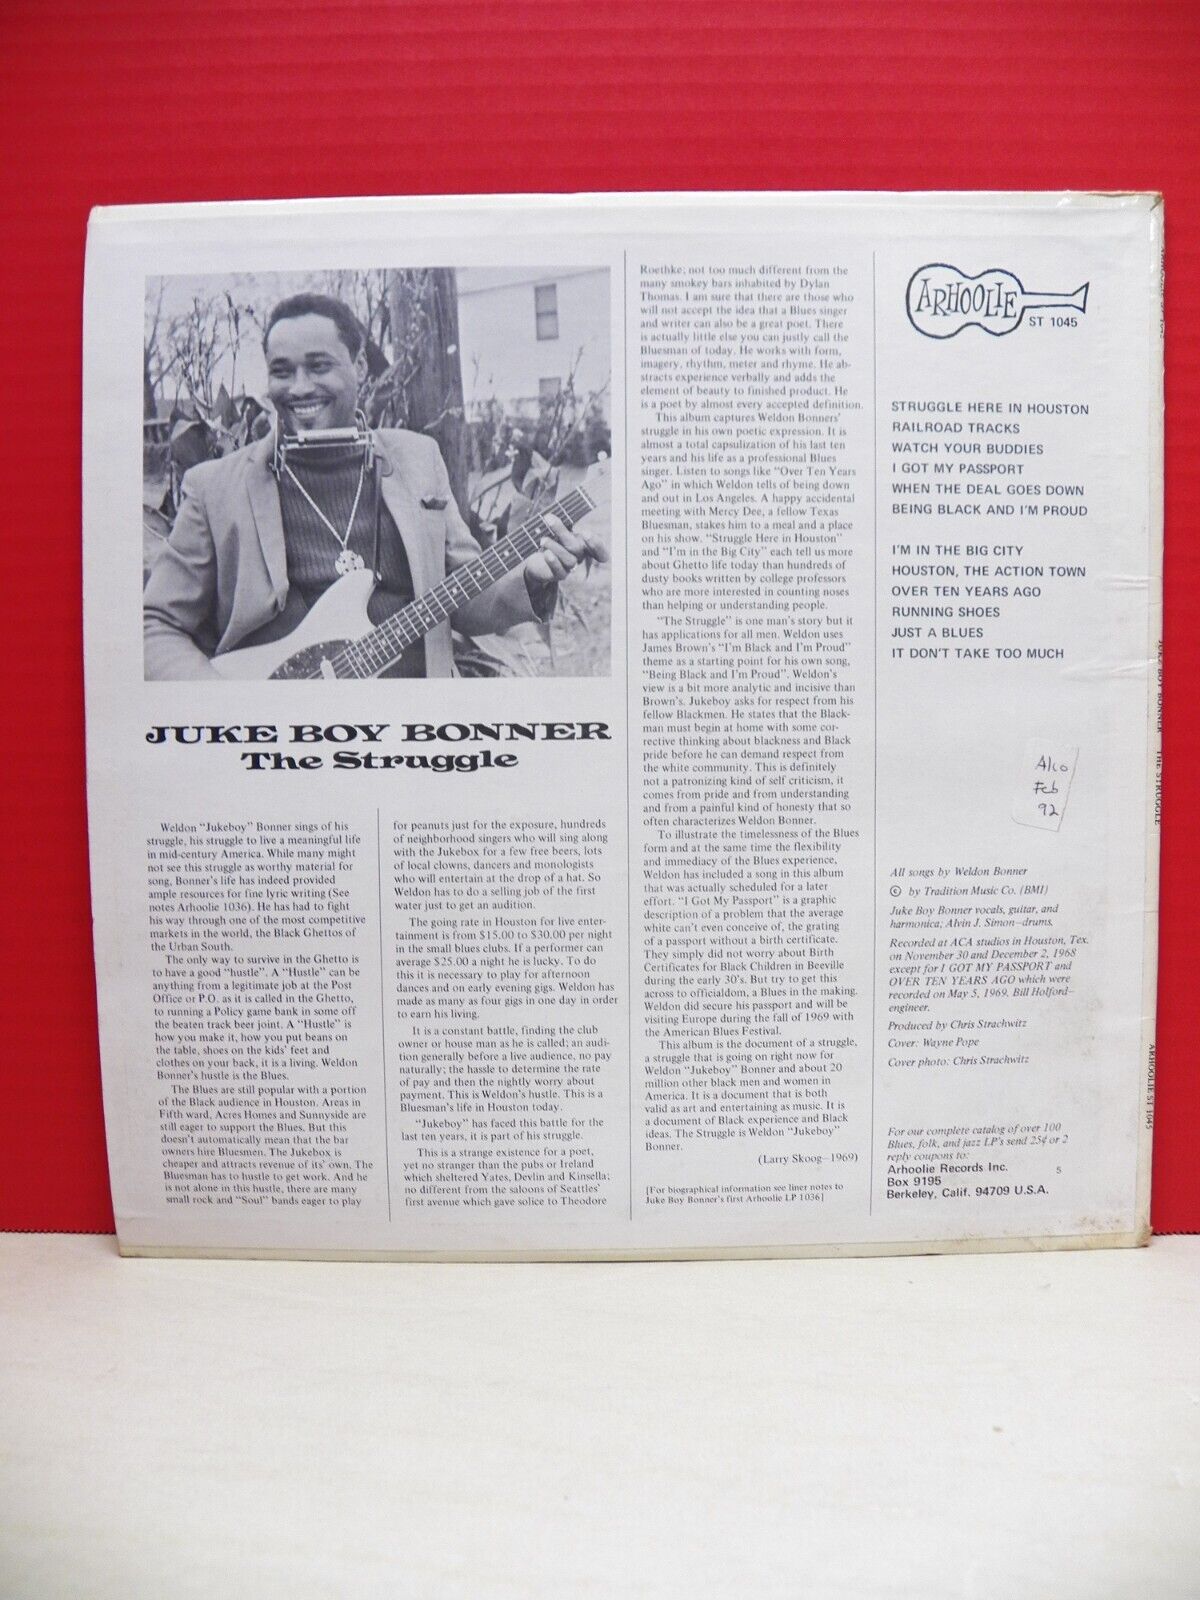 JUKE BOY BONNER
The Struggle
Weldon "Jukeboy" Bonner sings of his
struggle, his struggle to live a meaningful life
in mid-century America. While many might
not see this struggle as worthy material for
song, Bonner's life has indeed provided
ample resources for fine lyric writing (See
notes Arhoolie 1036). He has had to fight
his way through one of the most competitive
markets in the world, the Black Ghettos of
the Urban South.
The only way to survive in the Ghetto is
to have a good "hustle". A "Hustle" can be
anything from a legitimate job at the Post
Office or P.O. as it is called in the Ghetto,
to running a Policy game bank in some off
the beaten track beer joint. A "Hustle" is
how you make it, how you put beans on
the table, shoes on the kids' feet and
clothes on your back, it is a living. Weldon
Bonner's hustle is the Blues.
The Blues are still popular with a portion
of the Black audience in Houston. Areas in
Fifth ward, Acres Homes and Sunnyside are
still eager to support the Blues. But this
doesn't automatically mean that the bar
owners hire Bluesmen. The Jukebox is
cheaper and attracts revenue of its' own. The
Bluesman has to hustle to get work. And he
is not alone in this hustle, there are many
small rock and "Soul" bands eager to play
for peanuts just for the exposure, hundreds
of neighborhood singers who will sing along
with the Jukebox for a few free beers, lots
of local clowns, dancers and monologists
who will entertain at the drop of a hat. So
Weldon has to do a selling job of the first
water just to get an audition.
The going rate in Houston for live enter-
tainment is from $15.00 to $30.00 per night
in the small blues clubs. If a performer can
average $25.00 a night he is lucky. To do
this it is necessary to play for afternoon
dances and on early evening gigs. Weldon has
made as many as four gigs in one day in order
to earn his living.
It is a constant battle, finding the club
owner or house man as he is called; an audi-
tion generally before a live audience, no pay
naturally; the hassle to determine the rate
of pay and then the nightly worry about
payment. This is Weldon's hustle. This is a
Bluesman's life in Houston today.
"Jukeboy" has faced this battle for the
last ten years, it is part of his struggle.
This is a strange existence for a poet,
yet no stranger than the pubs or Ireland
which sheltered Yates, Devlin and Kinsella;
no different from the saloons of Seattles'
first avenue which gave solice to Theodore
Roethke; not too much different from the
many smokey bars inhabited by Dylan
Thomas. I am sure that there are those who
will not accept the idea that a Blues singer
and writer can also be a great poet. There
is actually little else you can justly call the
Bluesman of today. He works with form,
imagery, rhythm, meter and rhyme. He ab-
stracts experience verbally and adds the
element of beauty to finished product. He
is a poet by almost every accepted definition.
This album captures Weldon Bonners'
struggle in his own poetic expression. It is
almost a total capsulization of his last ten
years and his life as a professional Blues
singer. Listen to songs like "Over Ten Years
Ago" in which Weldon tells of being down
and out in Los Angeles. A happy accidental
meeting with Mercy Dee, a fellow Texas
Bluesman, stakes him to a meal and a place
on his show. "Struggle Here in Houston"
and "I'm in the Big City" each tell us more
about Ghetto life today than hundreds of
dusty books written by college professors
who are more interested in counting noses
than helping or understanding people.
"The Struggle" is one man's story but it
has applications for all men. Weldon uses
James Brown's "I'm Black and I'm Proud"
theme as a starting point for his own song,
"Being Black and I'm Proud". Weldon's
view is a bit more analytic and incisive than
Brown's. Jukeboy asks for respect from his
fellow Blackmen. He states that the Black-
man must begin at home with some cor-
rective thinking about blackness and Black
pride before he can demand respect from
the white community. This is definitely
not a patronizing kind of self criticism, it
comes from pride and from understanding
and from a painful kind of honesty that so
often characterizes Weldon Bonner.
To illustrate the timelessness of the Blues
form and at the same time the flexibility
and immediacy of the Blues experience,
Weldon has included a song in this album
that was actually scheduled for a later
effort. "I Got My Passport" is a graphic
description of a problem that the average
white can't even conceive of, the grating
of a passport without a birth certificate.
They simply did not worry about Birth
Certificates for Black Children in Beeville
during the early 30's. But try to get this
across to officialdom, a Blues in the making.
Weldon did secure his passport and will be
visiting Europe during the fall of 1969 with
the American Blues Festival.
This album is the document of a struggle,
a struggle that is going on right now for
Weldon "Jukeboy" Bonner and about 20
million other black men and women in
America. It is a document that is both
valid as art and entertaining as music. It is
a document of Black experience and Black
ideas. The Struggle is Weldon "Jukeboy"
Bonner.
(Larry Skoog—1969)
[For biographical information see liner notes to
Juke Boy Bonner's first Arhoolie LP 1036]
ARHOOLIE
ST 1045
STRUGGLE HERE IN HOUSTON
RAILROAD TRACKS
WATCH YOUR BUDDIES
I GOT MY PASSPORT
WHEN THE DEAL GOES DOWN
BEING BLACK AND I'M PROUD
I'M IN THE BIG CITY
HOUSTON, THE ACTION TOWN
OVER TEN YEARS AGO
RUNNING SHOES
JUST A BLUES
IT DON'T TAKE TOO MUCH
Feb
92
All songs by Weldon Bonner
© by Tradition Music Co. (BMI)
Juke Boy Bonner vocals, guitar, and
harmonica; Alvin J. Simon—drums.
Recorded at ACA studios in Houston, Tex.
on November 30 and December 2, 1968
except for I GOT MY PASSPORT and
OVER TEN YEARS AGO which were
recorded on May 5, 1969. Bill Holford—
engineer.
Produced by Chris Strachwitz
Cover: Wayne Pope
Cover photo: Chris Strachwitz
For our complete catalog of over 100
Blues, folk, and jazz LP's send 25¢ or 2
reply coupons to:
Arhoolie Records Inc. 5
Box 9195
Berkeley, Calif. 94709 U.S.A.
JUKE BOY BONNER THE STRUGGLE
ARHOOLIE ST 1045